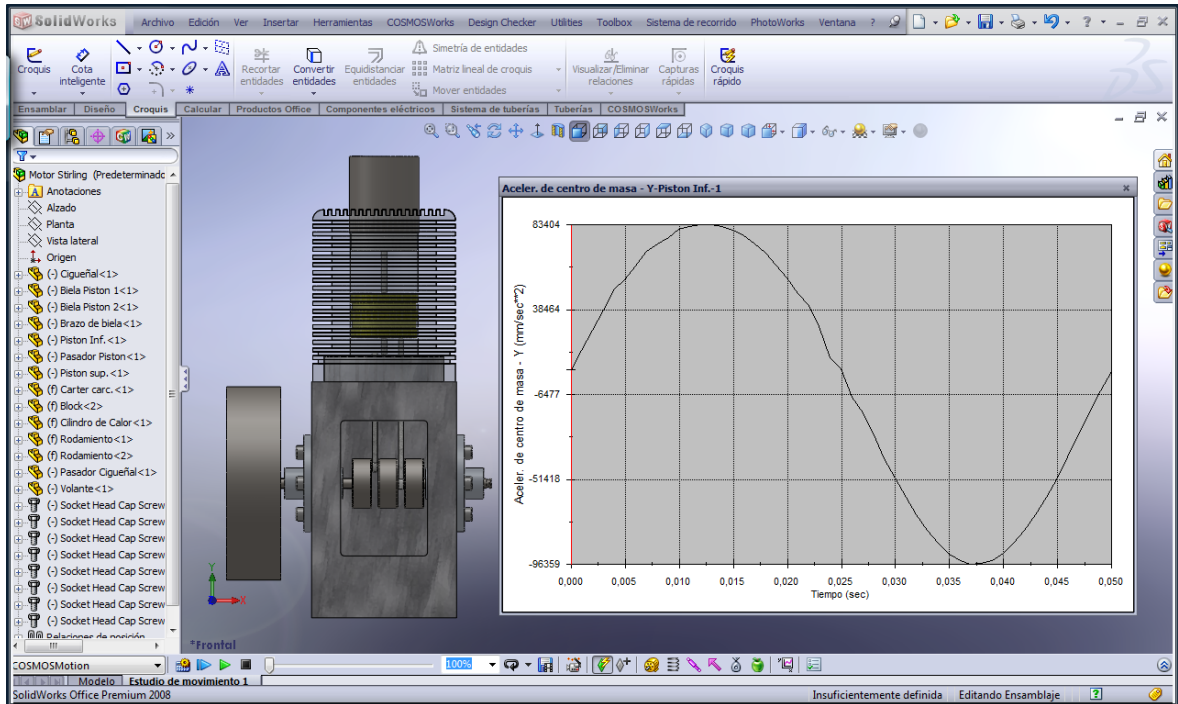 SolidWorks Archivo Edición Ver Insertar Herramientas COSMOSWorks Design Checker Utilities Toolbox Sistema de recorrido PhotoWorks Ventana ?
Croquis
Cota inteligente
Recortar entidades
Convertir entidades
Equidistanciar entidades
Simetría de entidades
Matriz lineal de croquis
Mover entidades
Visualizar/Eliminar relaciones
Capturas rápidas
Croquis rápido
Ensamblar Diseño Croquis Calcular Productos Office Componentes eléctricos Sistema de tuberías Tuberías COSMOSWorks
Motor Stirling (Predeterminadc
Anotaciones
Alzado
Planta
Vista lateral
Origen
(-) Cigueñal<1>
(-) Biela Piston 1<1>
(-) Biela Piston 2<1>
(-) Brazo de biela<1>
(-) Piston Inf.<1>
(-) Pasador Piston<1>
(-) Piston sup.<1>
(f) Carter carc.<1>
(f) Block<2>
(f) Cilindro de Calor<1>
(f) Rodamiento<1>
(f) Rodamiento<2>
(-) Pasador Cigueñal<1>
(-) Volante<1>
(-) Socket Head Cap Screw
(-) Socket Head Cap Screw
(-) Socket Head Cap Screw
(-) Socket Head Cap Screw
(-) Socket Head Cap Screw
(-) Socket Head Cap Screw
(-) Socket Head Cap Screw
(-) Socket Head Cap Screw
Relaciones de posición
Y
X
*Frontal
Aceler. de centro de masa - Y-Piston Inf.-1
Aceler. de centro de masa - Y (mm/sec**2)
83404
38464
-6477
-51418
-96359
0,000 0,005 0,010 0,015 0,020 0,025 0,030 0,035 0,040 0,045 0,050
Tiempo (sec)
COSMOSMotion
100%
Modelo Estudio de movimiento 1
SolidWorks Office Premium 2008
Insuficientemente definida Editando Ensamblaje